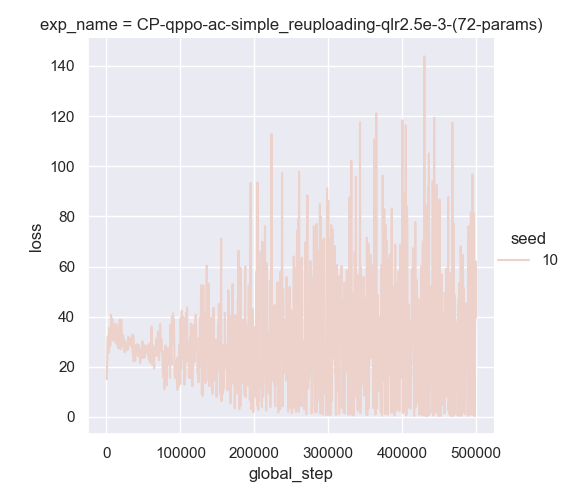 exp_name = CP-qppo-ac-simple_reuploading-qlr2.5e-3-(72-params)
140
120
100
80
60
40
20
0
loss
0 100000 200000 300000 400000 500000
global_step
seed
10